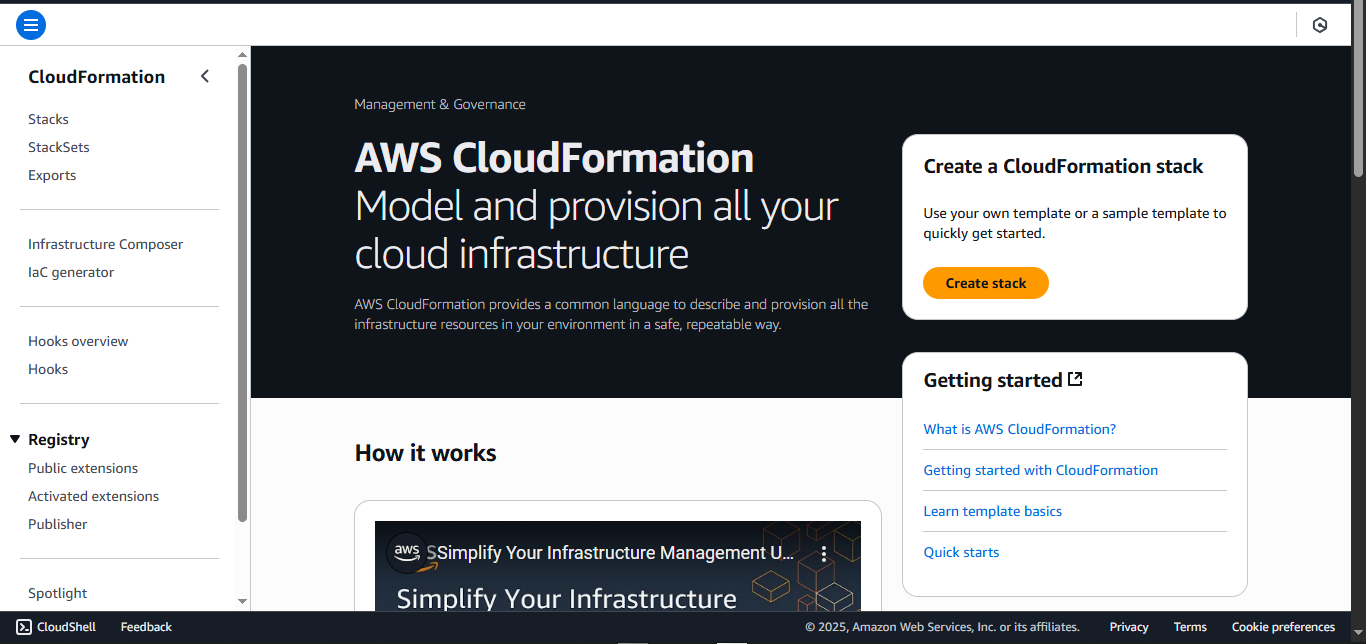 CloudFormation
Stacks
StackSets
Exports
Infrastructure Composer
IaC generator
Hooks overview
Hooks
Registry
Public extensions
Activated extensions
Publisher
Spotlight
Management & Governance
AWS CloudFormation
Model and provision all your
cloud infrastructure
AWS CloudFormation provides a common language to describe and provision all the
infrastructure resources in your environment in a safe, repeatable way.
Create a CloudFormation stack
Use your own template or a sample template to
quickly get started.
Create stack
Getting started
What is AWS CloudFormation?
Getting started with CloudFormation
Learn template basics
Quick starts
How it works
aws
Simplify Your Infrastructure Management U...
Simplify Your Infrastructure
CloudShell
Feedback
© 2025, Amazon Web Services, Inc. or its affiliates.
Privacy
Terms
Cookie preferences